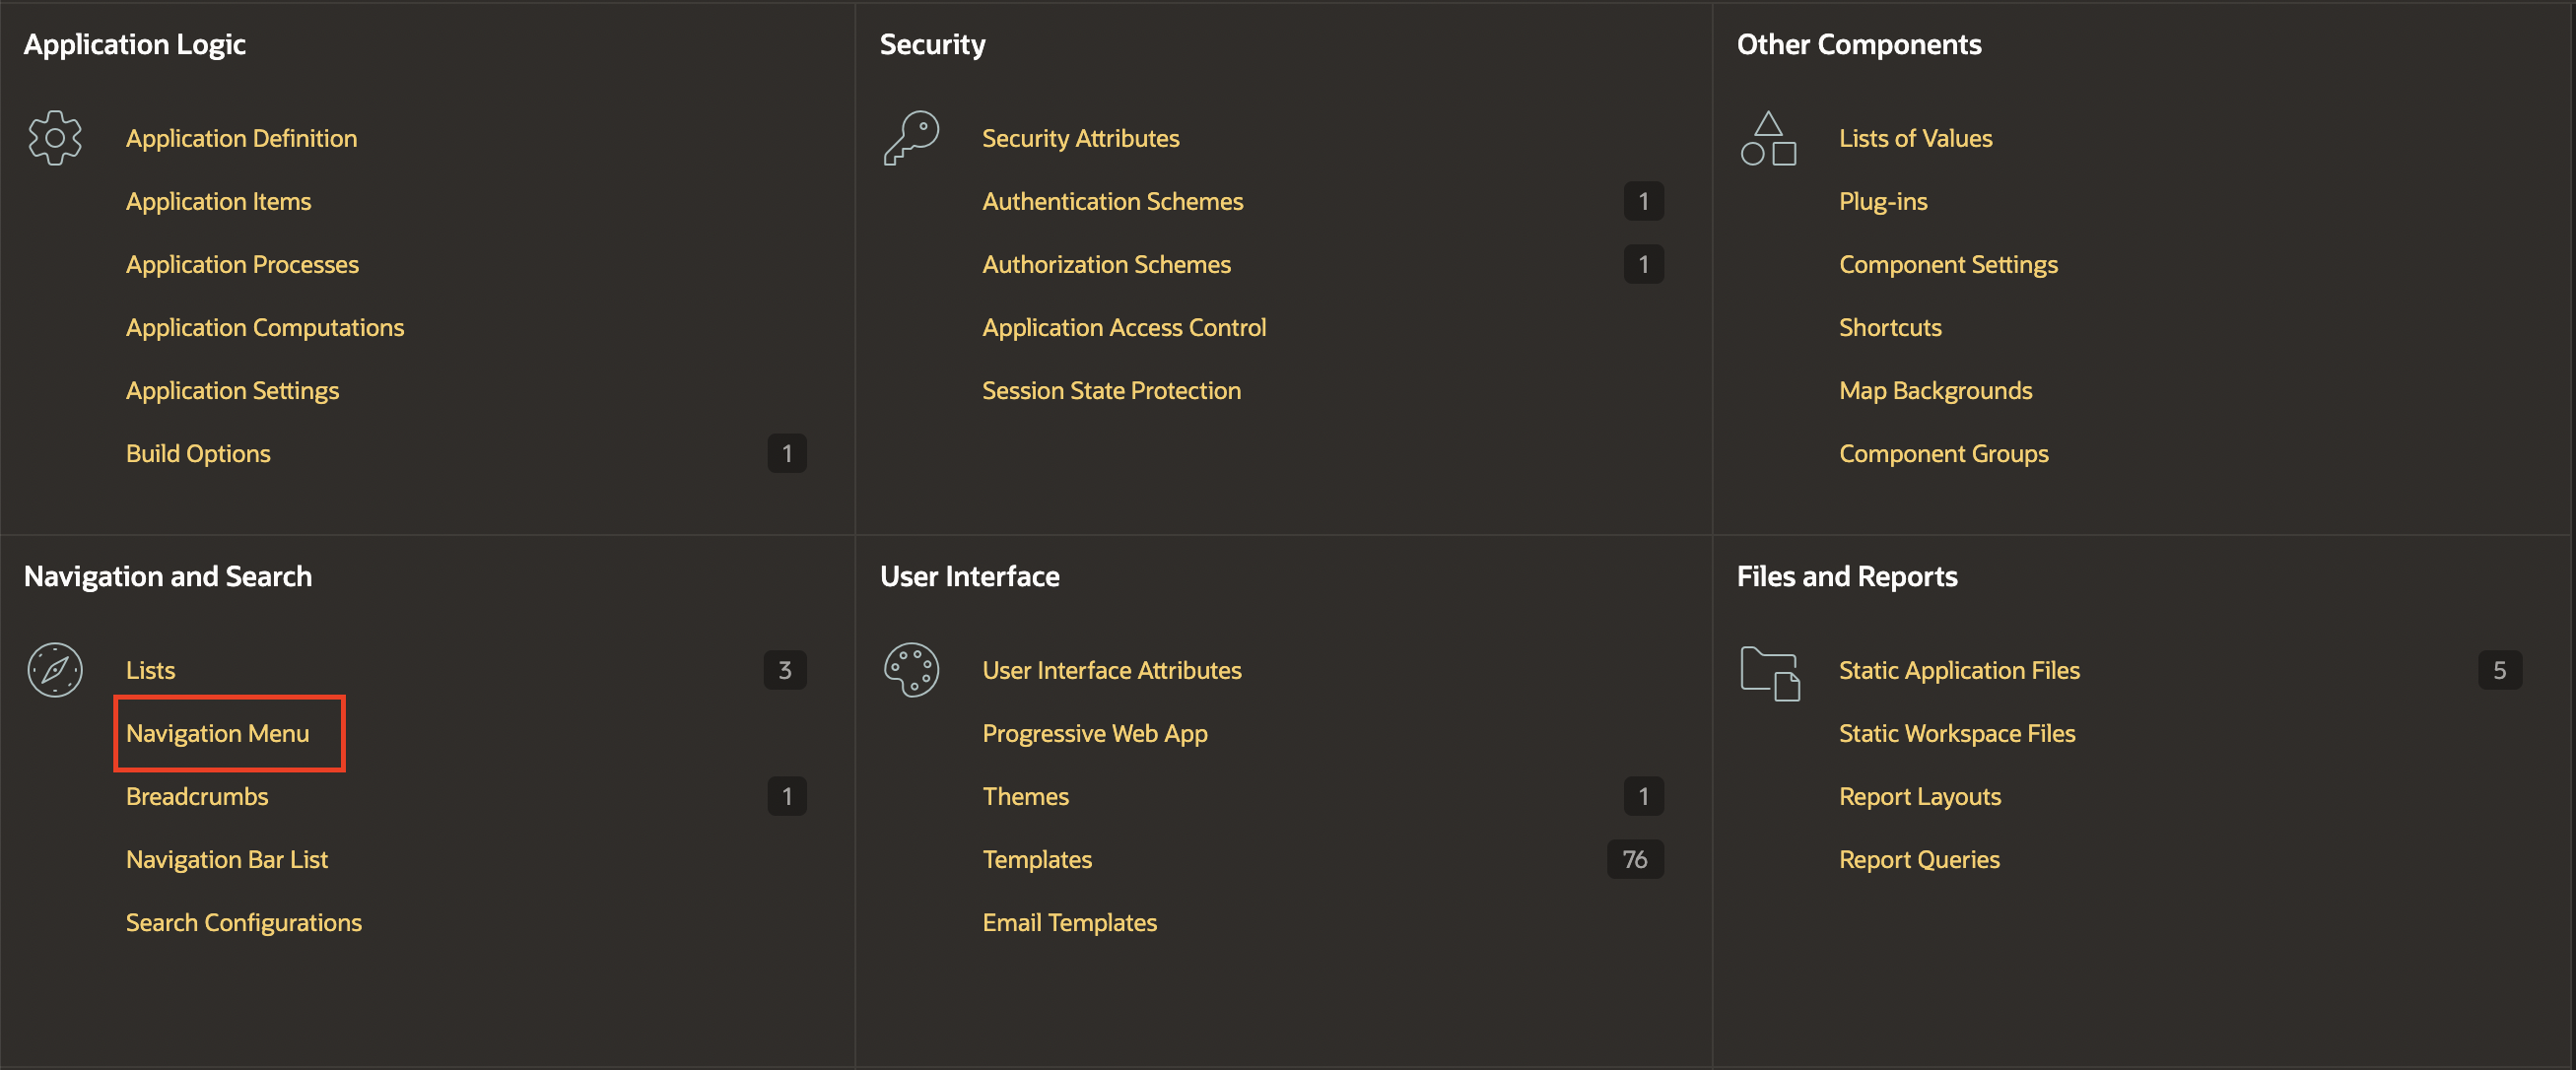 Application Logic
Application Definition
Application Items
Application Processes
Application Computations
Application Settings
Build Options 1
Security
Security Attributes
Authentication Schemes 1
Authorization Schemes 1
Application Access Control
Session State Protection
Other Components
Lists of Values
Plug-ins
Component Settings
Shortcuts
Map Backgrounds
Component Groups
Navigation and Search
Lists 3
Navigation Menu
Breadcrumbs 1
Navigation Bar List
Search Configurations
User Interface
User Interface Attributes
Progressive Web App
Themes 1
Templates 76
Email Templates
Files and Reports
Static Application Files 5
Static Workspace Files
Report Layouts
Report Queries